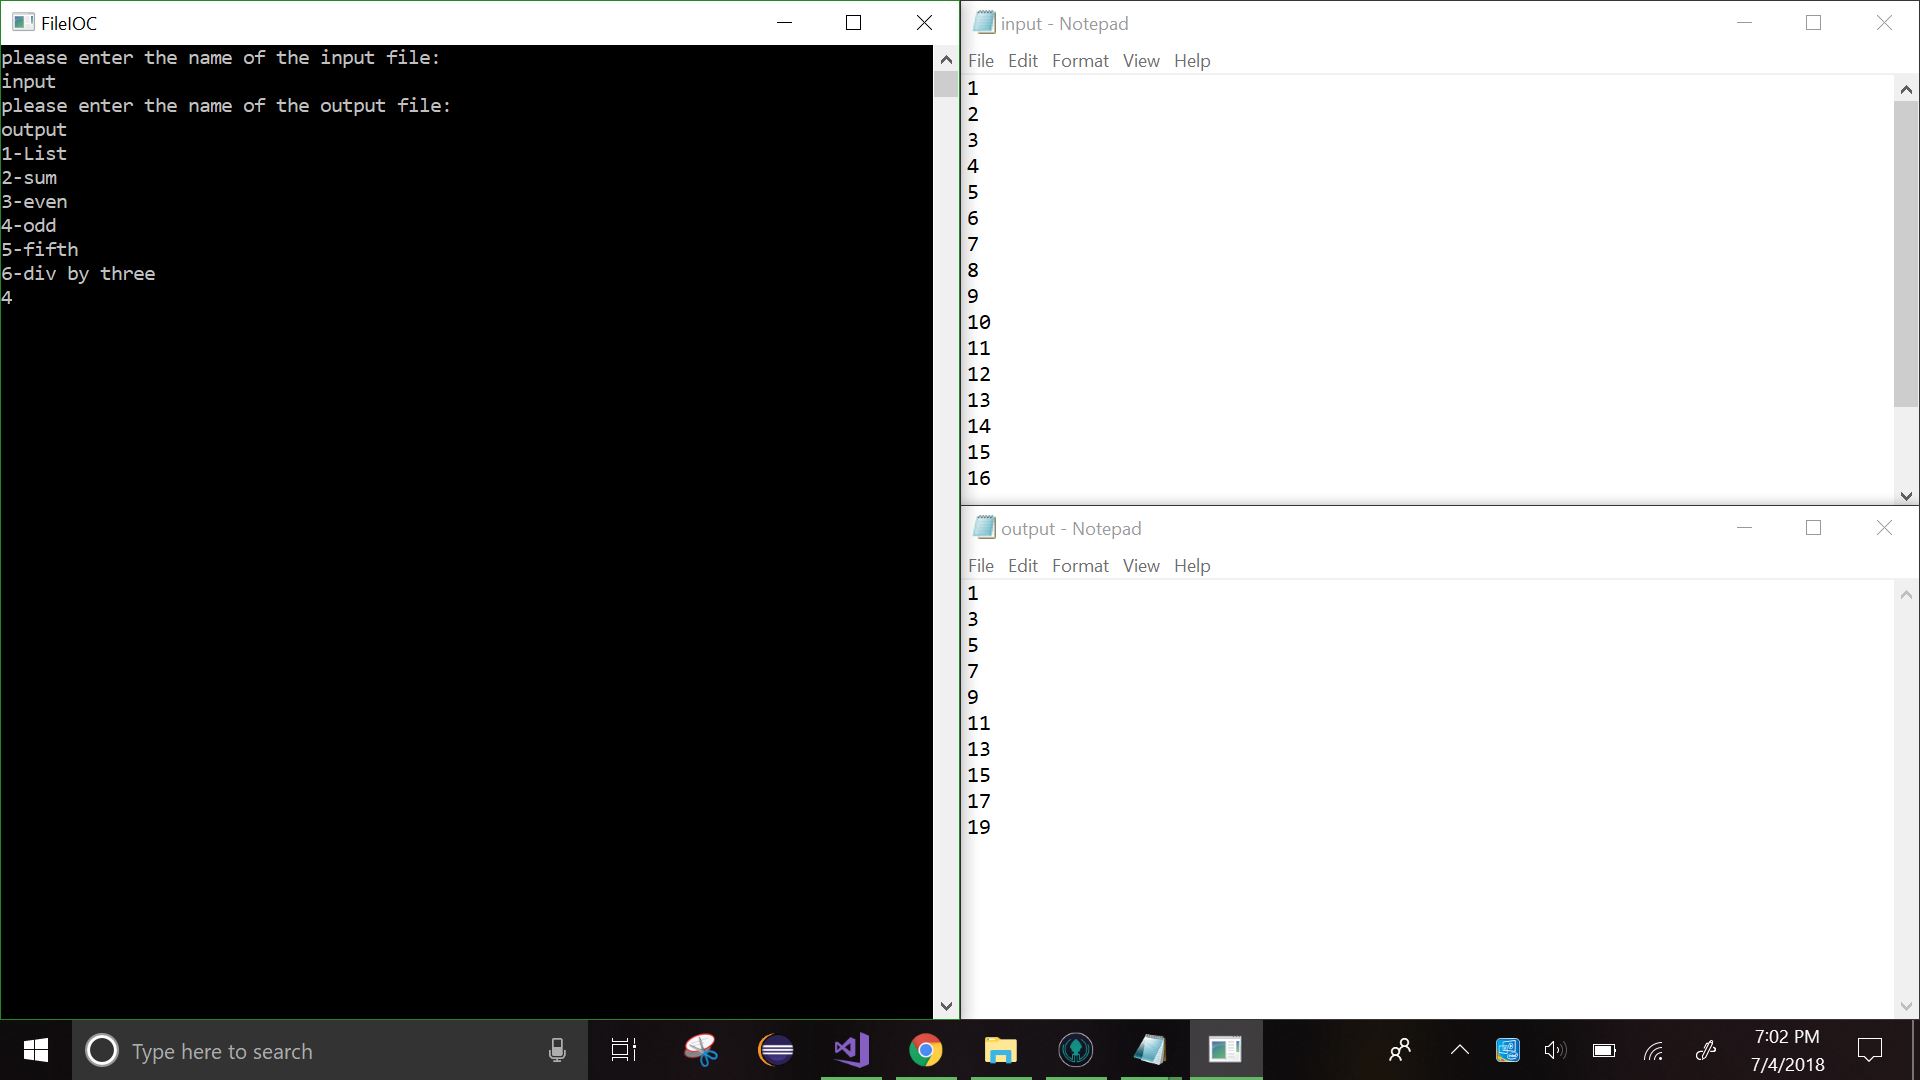 FileIOC
please enter the name of the input file:
input
please enter the name of the output file:
output
1-List
2-sum
3-even
4-odd
5-fifth
6-div by three
4
input - Notepad
File Edit Format View Help
1
2
3
4
5
6
7
8
9
10
11
12
13
14
15
16
output - Notepad
File Edit Format View Help
1
3
5
7
9
11
13
15
17
19
Type here to search
7:02 PM
7/4/2018